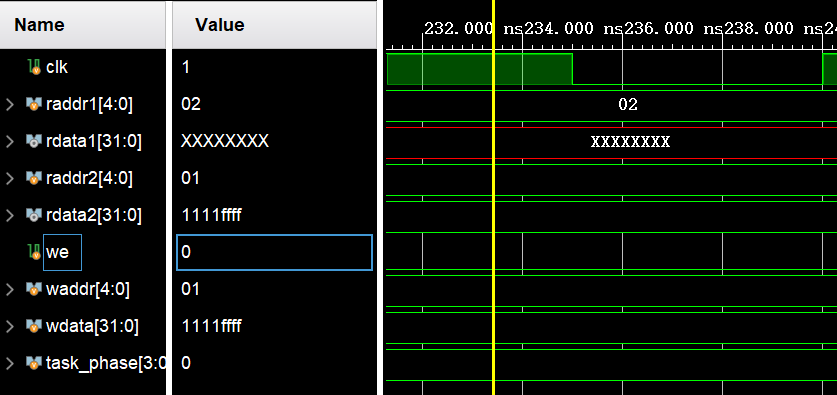 Name Value
232.000 ns 234.000 ns 236.000 ns 238.000 ns 24
clk 1
raddr1[4:0] 02 02
rdata1[31:0] XXXXXXXX XXXXXXXX
raddr2[4:0] 01
rdata2[31:0] 1111ffff
we 0
waddr[4:0] 01
wdata[31:0] 1111ffff
task_phase[3:0 0